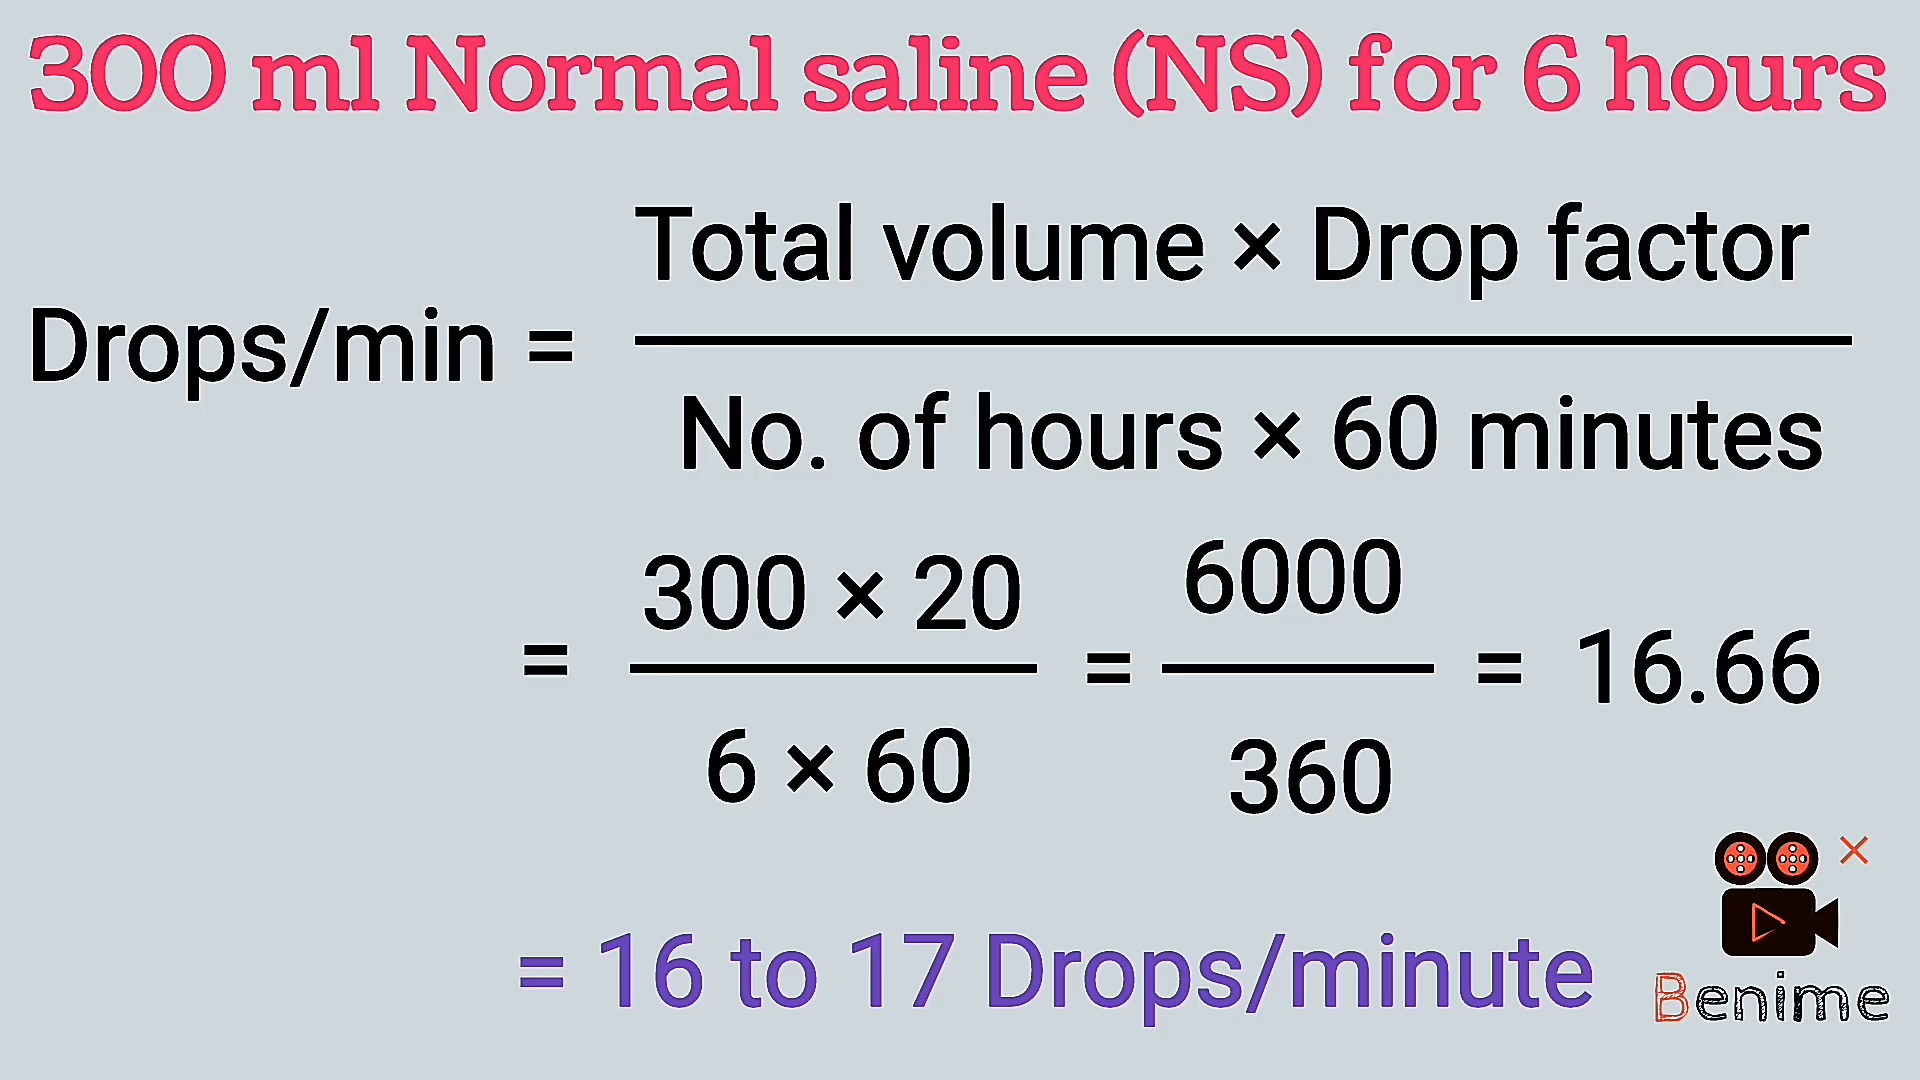 300 ml Normal saline (NS) for 6 hours
Total volume × Drop factor
Drops/min =
No. of hours × 60 minutes
= 300 × 20 = 6000 = 16.66
6 × 60 360
= 16 to 17 Drops/minute
Benime